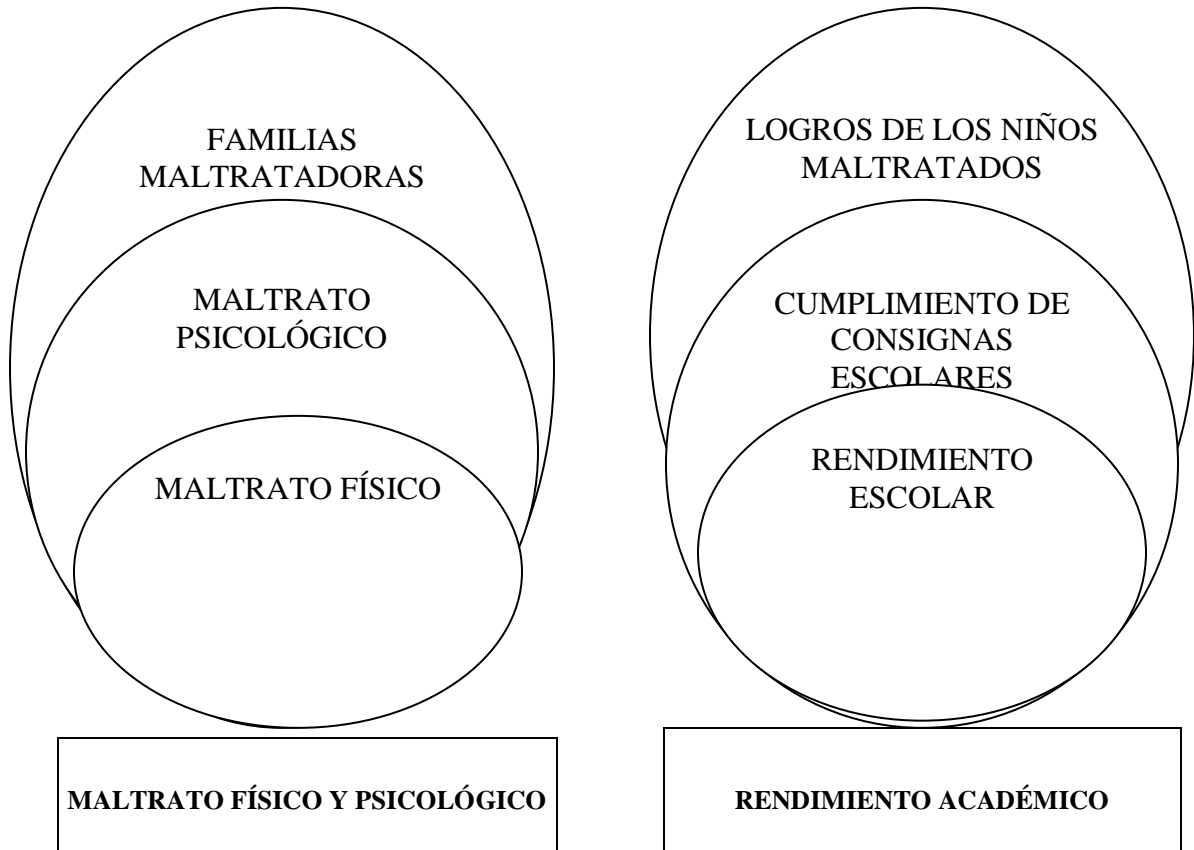 FAMILIAS
MALTRATADORAS
MALTRATO
PSICOLÓGICO
MALTRATO FÍSICO
MALTRATO FÍSICO Y PSICOLÓGICO
LOGROS DE LOS NIÑOS
MALTRATADOS
CUMPLIMIENTO DE
CONSIGNAS
ESCOLARES
RENDIMIENTO
ESCOLAR
RENDIMIENTO ACADÉMICO